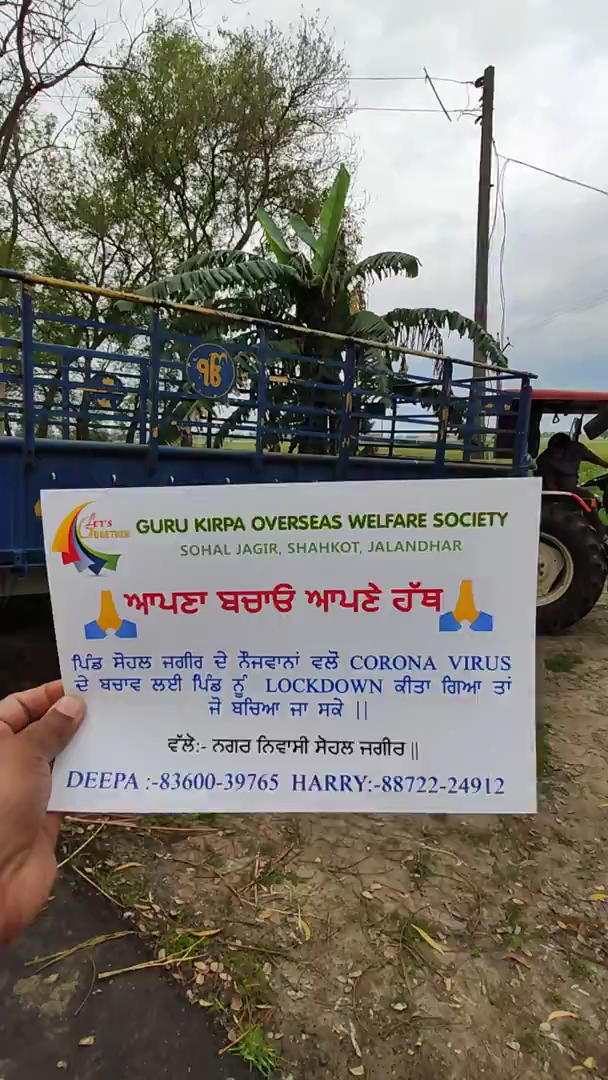 ੴ
LET'S
TOGETHER
GURU KIRPA OVERSEAS WELFARE SOCIETY
SOHAL JAGIR, SHAHKOT, JALANDHAR
ਆਪਣਾ ਬਚਾਓ ਆਪਣੇ ਹੱਥ
ਪਿੰਡ ਸੋਹਲ ਜਗੀਰ ਦੇ ਨੌਜਵਾਨਾਂ ਵਲੋਂ CORONA VIRUS
ਦੇ ਬਚਾਵ ਲਈ ਪਿੰਡ ਨੂੰ LOCKDOWN ਕੀਤਾ ਗਿਆ ਤਾਂ
ਜੋ ਬਚਿਆ ਜਾ ਸਕੇ ||
ਵੱਲੋ:- ਨਗਰ ਨਿਵਾਸੀ ਸੋਹਲ ਜਗੀਰ ||
DEEPA :-83600-39765 HARRY:-88722-24912